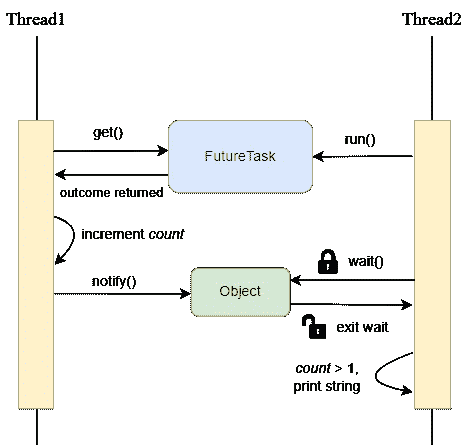 Thread1
Thread2
get()
FutureTask
run()
outcome returned
increment count
wait()
notify()
Object
exit wait
count > 1,
print string